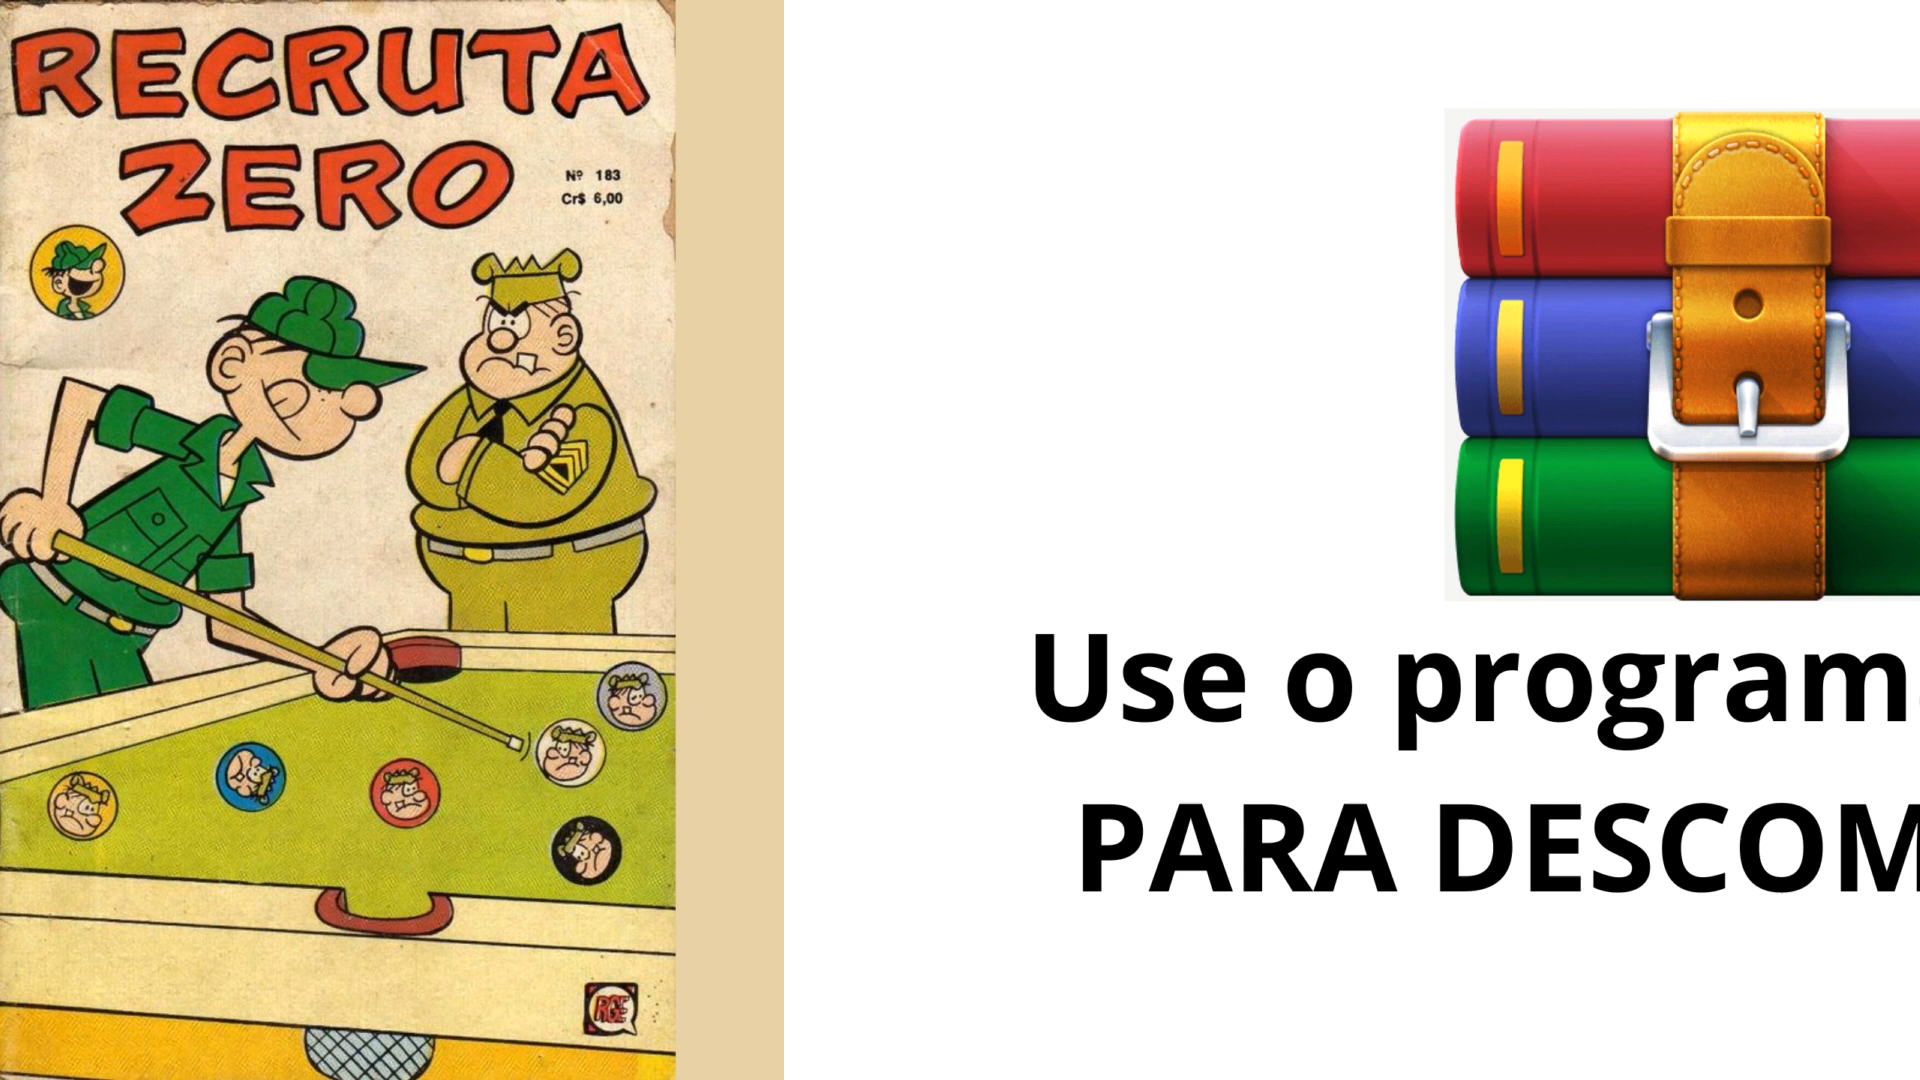 RECRUTA
ZERO
Nº 183
Cr$ 6,00
RGE
Use o program
PARA DESCOM